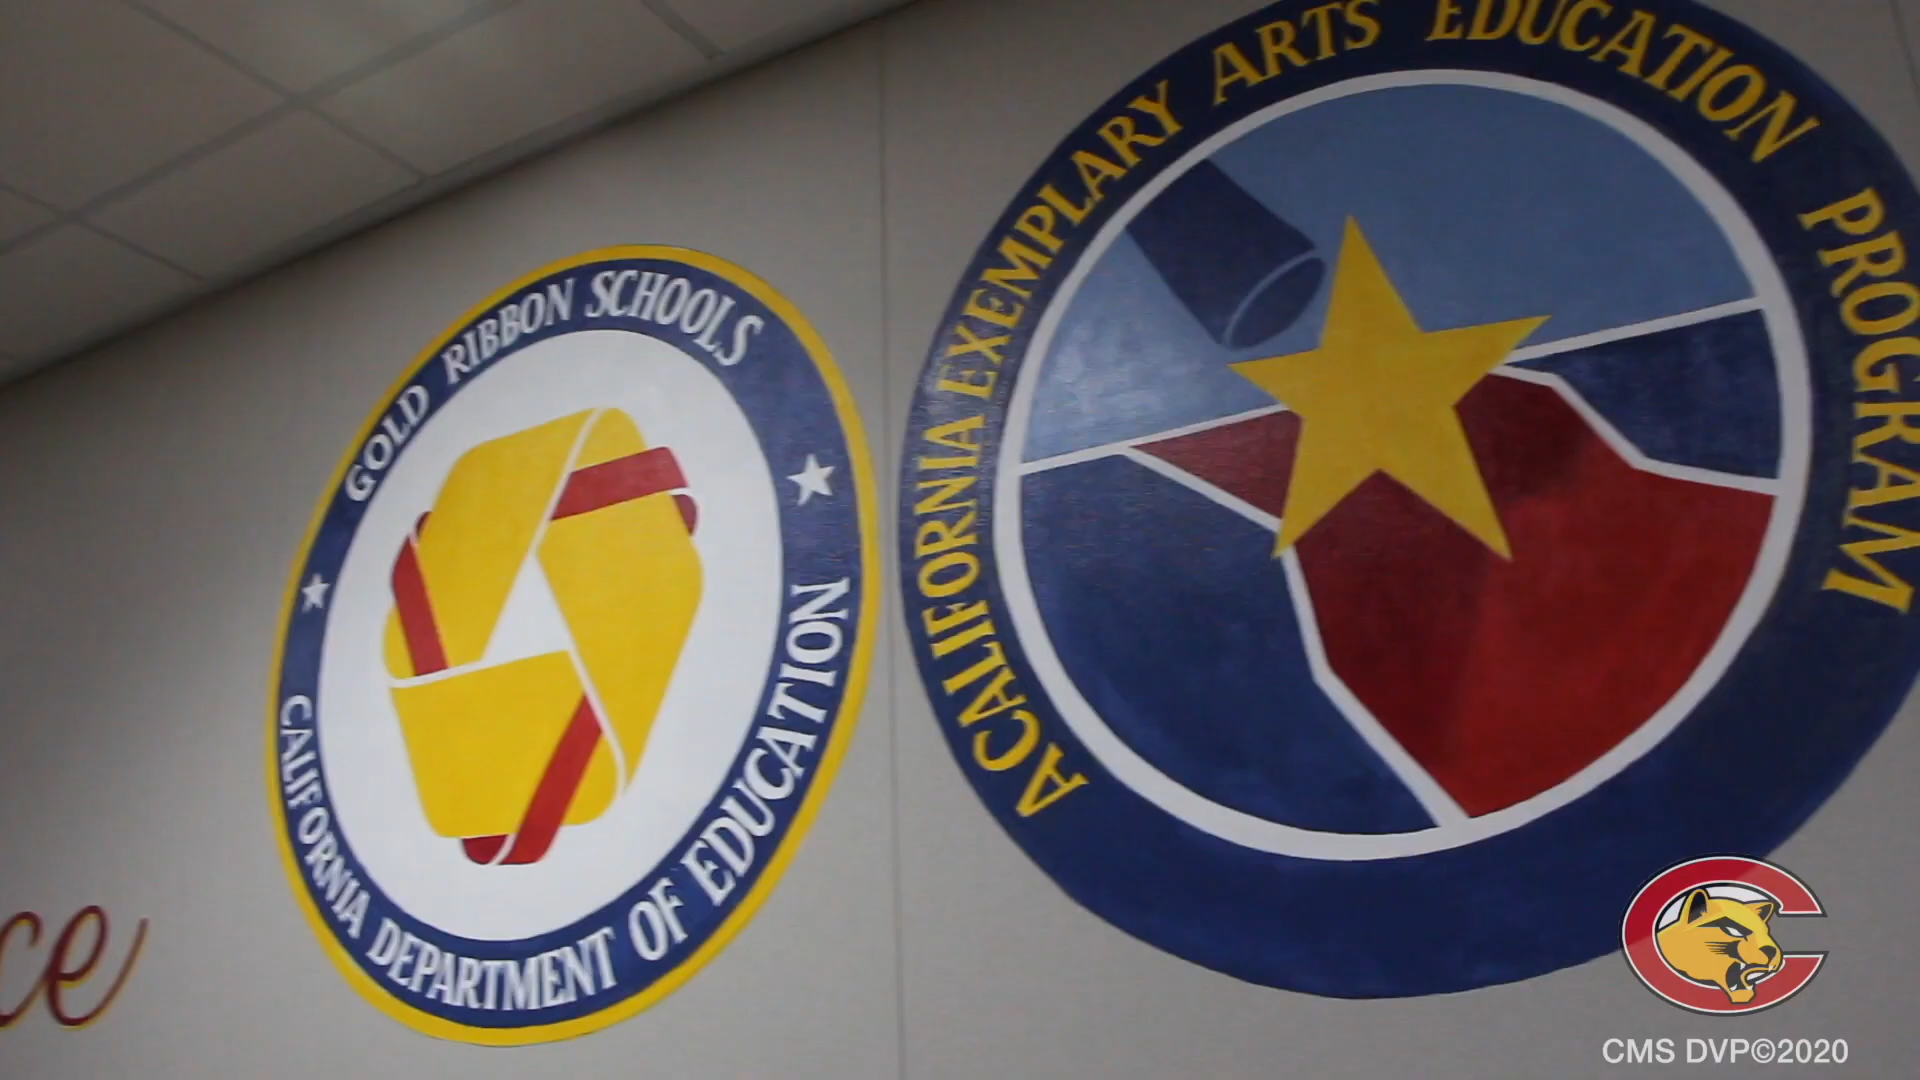 GOLD RIBBON SCHOOLS
CALIFORNIA DEPARTMENT OF EDUCATION
A CALIFORNIA EXEMPLARY ARTS EDUCATION PROGRAM
ce
CMS DVP©2020